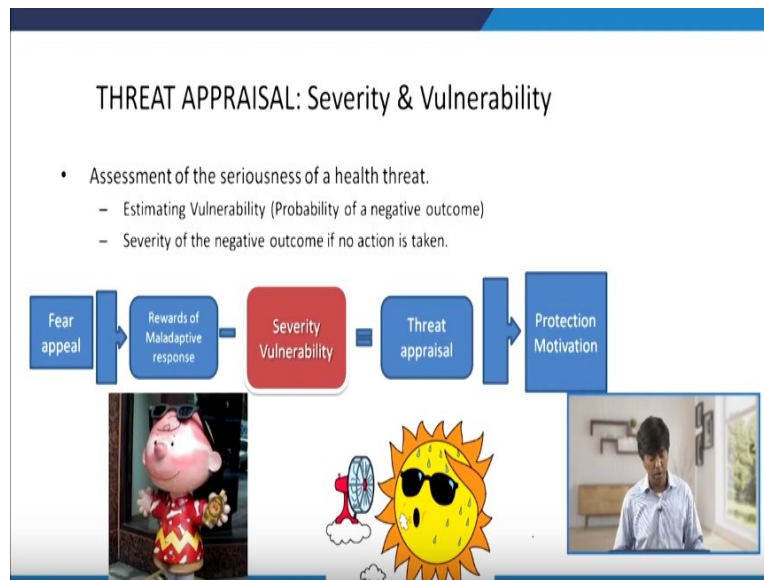 THREAT APPRAISAL: Severity & Vulnerability
• Assessment of the seriousness of a health threat.
– Estimating Vulnerability (Probability of a negative outcome)
– Severity of the negative outcome if no action is taken.
Fear
appeal
Rewards of
Maladaptive
response
Severity
Vulnerability
Threat
appraisal
Protection
Motivation